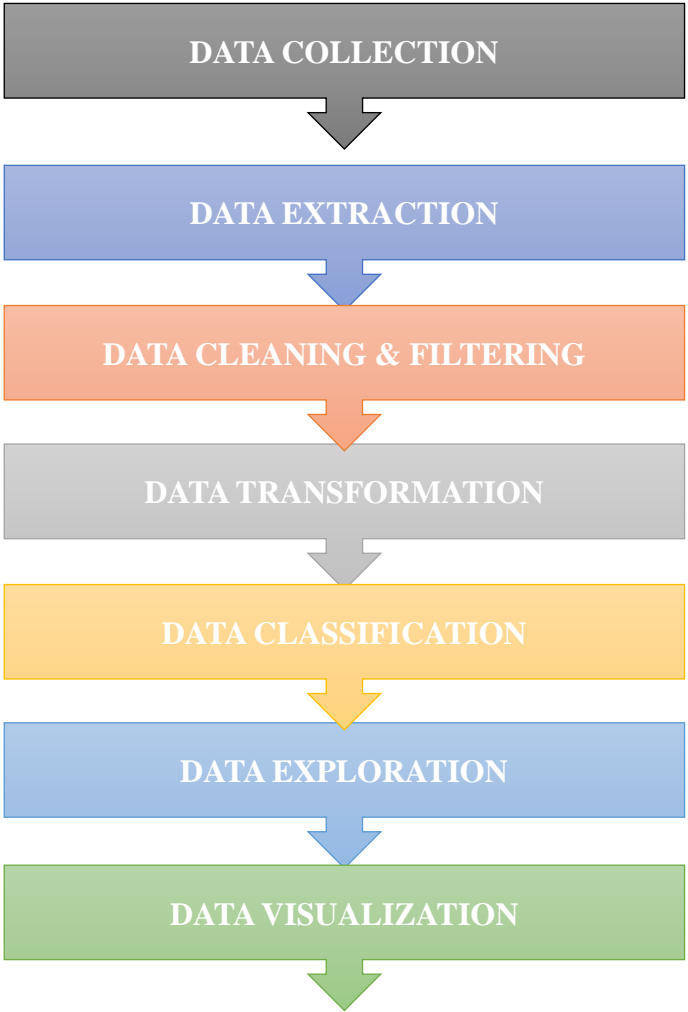 DATA COLLECTION
DATA EXTRACTION
DATA CLEANING & FILTERING
DATA TRANSFORMATION
DATA CLASSIFICATION
DATA EXPLORATION
DATA VISUALIZATION